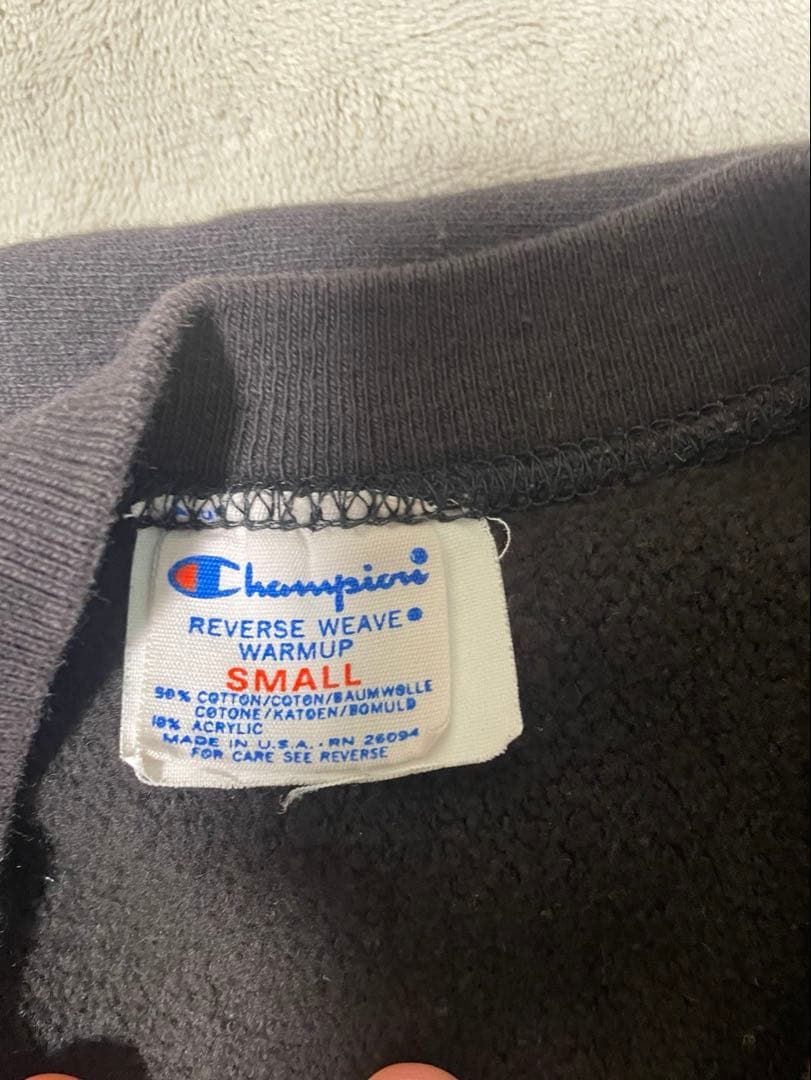 Champion®
REVERSE WEAVE®
WARMUP
SMALL
90% COTTON/COTON/BAUMWOLLE
COTONE/KATOEN/BOMULD
10% ACRYLIC
MADE IN U.S.A. . RN 26094
FOR CARE SEE REVERSE